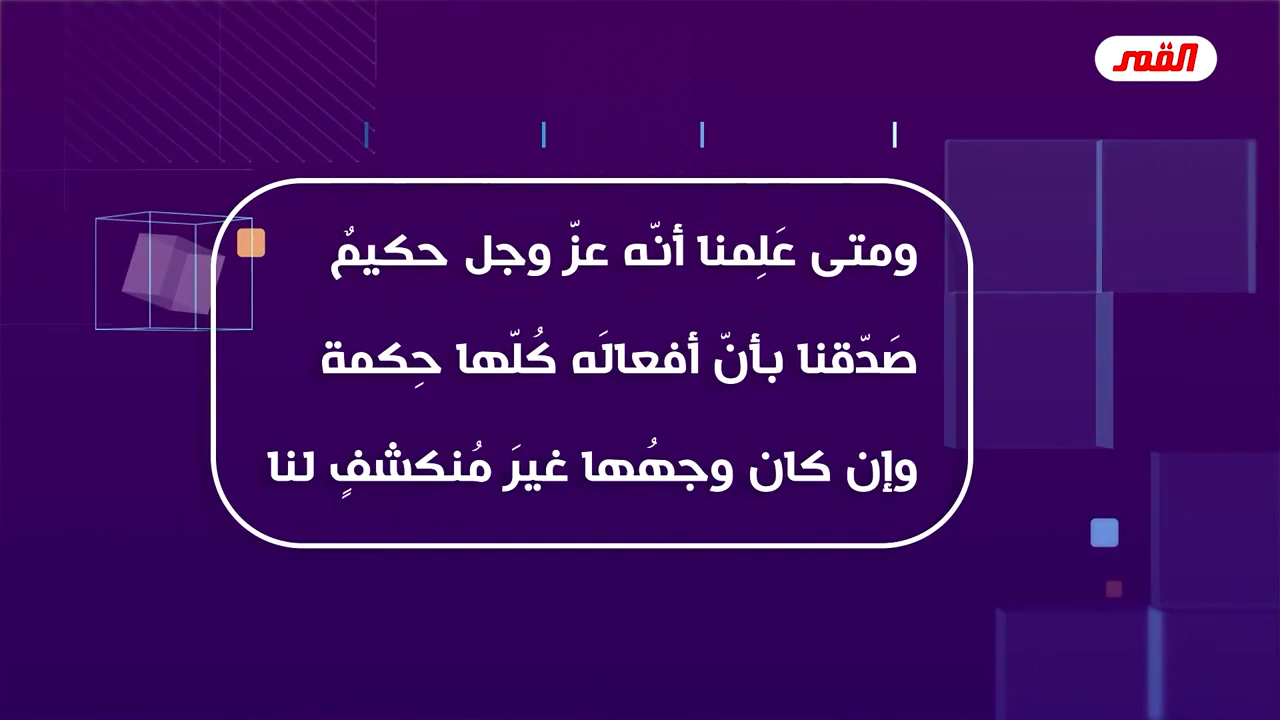 القمر
ومتى عَلِمنا أنّه عزّ وجل حكيمٌ
صَدّقنا بأنّ أفعالَه كُلّها حِكمة
وإن كان وجهُها غيرَ مُنكشفٍ لنا